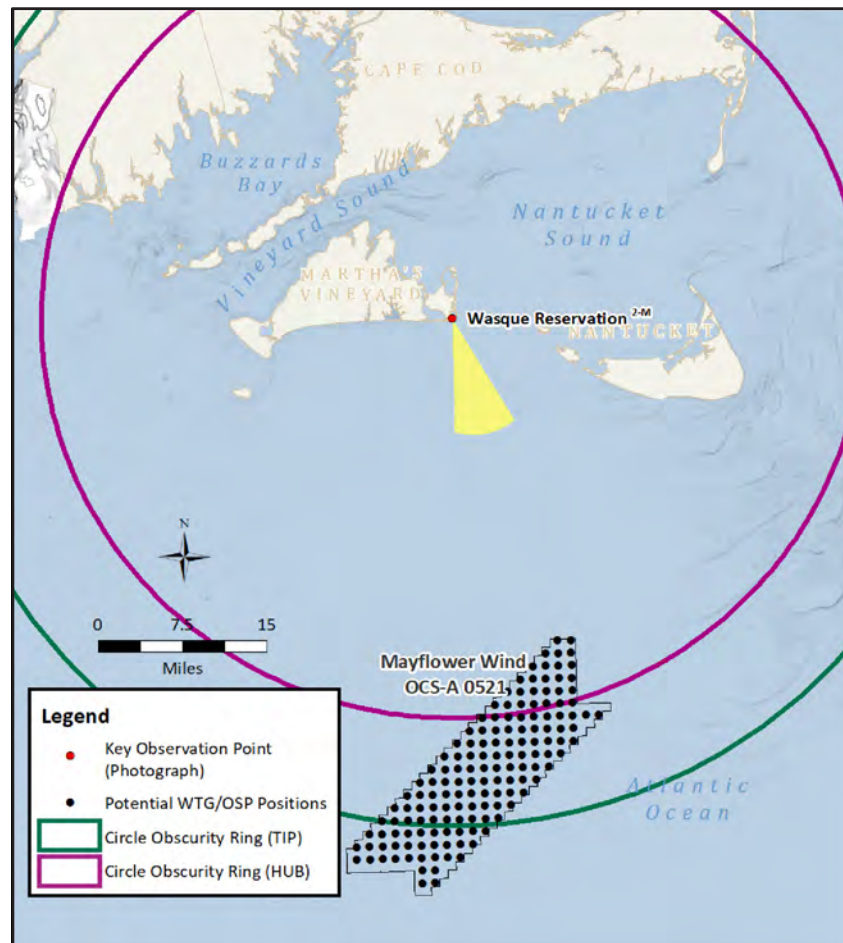 CAPE COD
Buzzards
Bay
Vineyard Sound
Nantucket
Sound
MARTHA'S
VINEYARD
Wasque Reservation 2-M
NANTUCKET
N
0 7.5 15
Miles
Mayflower Wind
OCS-A 0521
Atlantic
Ocean
Legend
Key Observation Point
(Photograph)
Potential WTG/OSP Positions
Circle Obscurity Ring (TIP)
Circle Obscurity Ring (HUB)